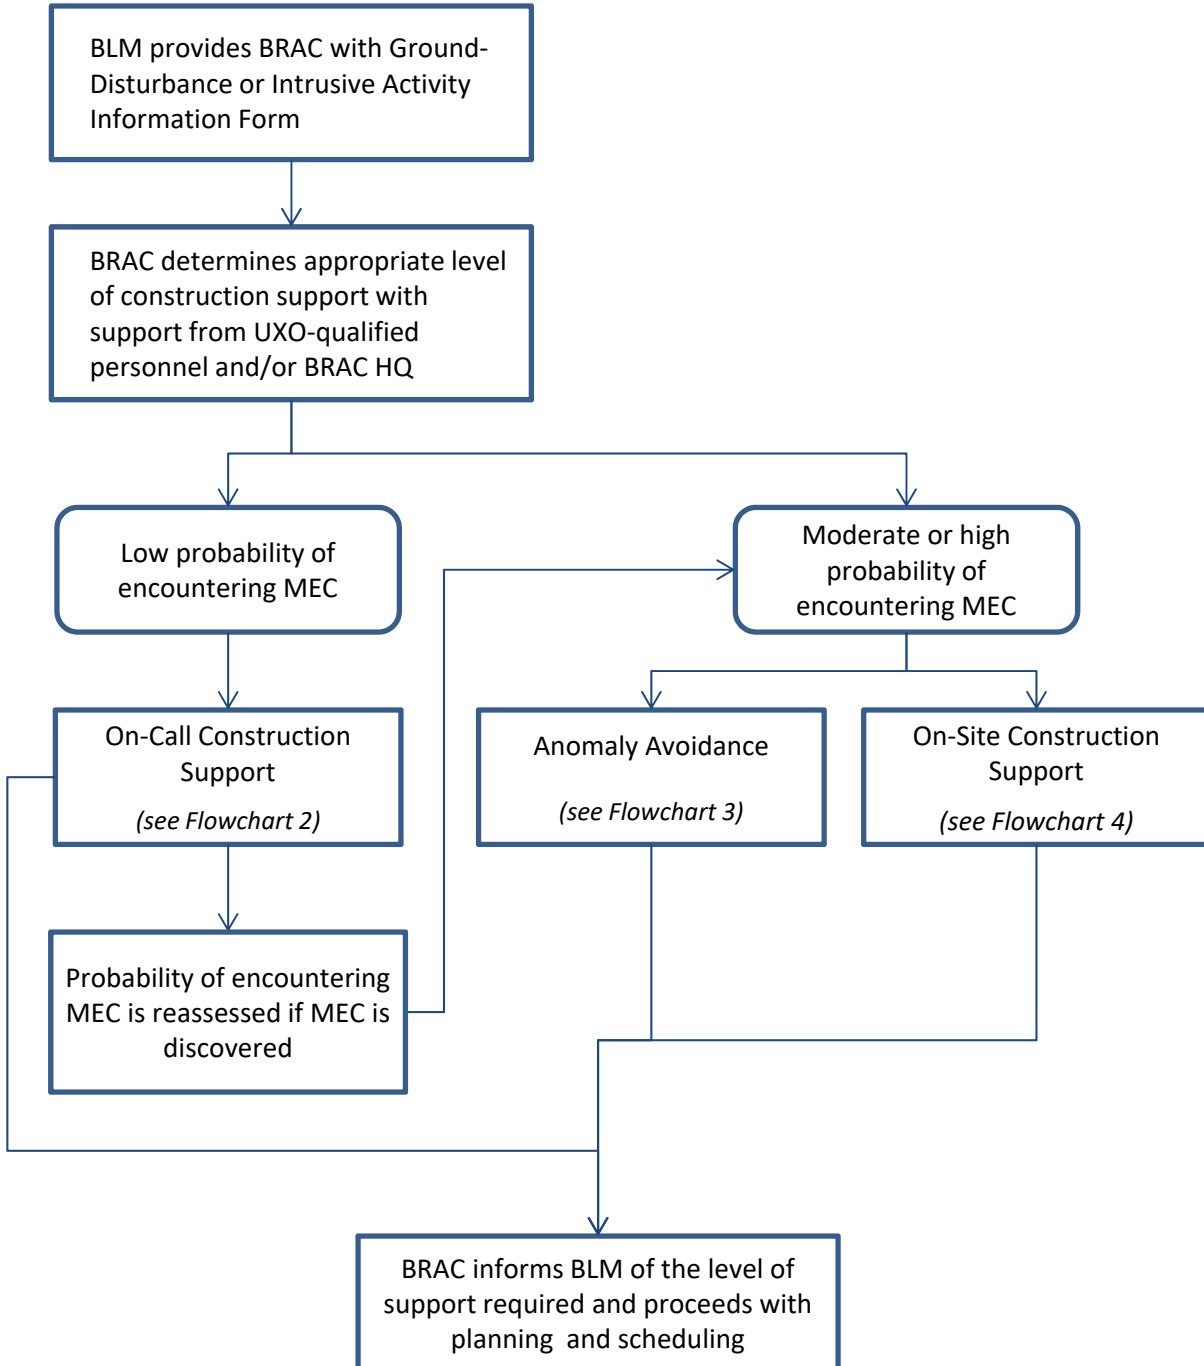 BLM provides BRAC with Ground-
Disturbance or Intrusive Activity
Information Form
BRAC determines appropriate level
of construction support with
support from UXO-qualified
personnel and/or BRAC HQ
Low probability of
encountering MEC
Moderate or high
probability of
encountering MEC
On-Call Construction
Support
(see Flowchart 2)
Anomaly Avoidance
(see Flowchart 3)
On-Site Construction
Support
(see Flowchart 4)
Probability of encountering
MEC is reassessed if MEC is
discovered
BRAC informs BLM of the level of
support required and proceeds with
planning and scheduling